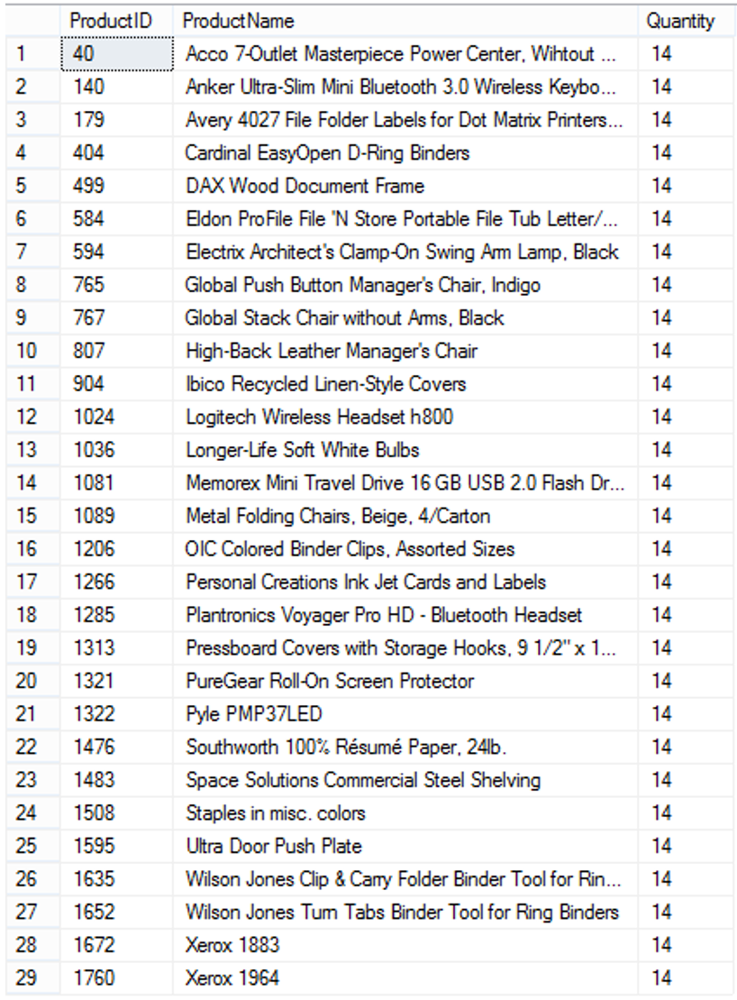 ProductID ProductName Quantity
1 40 Acco 7-Outlet Masterpiece Power Center, Wihtout ... 14
2 140 Anker Ultra-Slim Mini Bluetooth 3.0 Wireless Keybo... 14
3 179 Avery 4027 File Folder Labels for Dot Matrix Printers... 14
4 404 Cardinal EasyOpen D-Ring Binders 14
5 499 DAX Wood Document Frame 14
6 584 Eldon ProFile File 'N Store Portable File Tub Letter/... 14
7 594 Electrix Architect's Clamp-On Swing Arm Lamp, Black 14
8 765 Global Push Button Manager's Chair, Indigo 14
9 767 Global Stack Chair without Arms, Black 14
10 807 High-Back Leather Manager's Chair 14
11 904 Ibico Recycled Linen-Style Covers 14
12 1024 Logitech Wireless Headset h800 14
13 1036 Longer-Life Soft White Bulbs 14
14 1081 Memorex Mini Travel Drive 16 GB USB 2.0 Flash Dr... 14
15 1089 Metal Folding Chairs, Beige, 4/Carton 14
16 1206 OIC Colored Binder Clips, Assorted Sizes 14
17 1266 Personal Creations Ink Jet Cards and Labels 14
18 1285 Plantronics Voyager Pro HD - Bluetooth Headset 14
19 1313 Pressboard Covers with Storage Hooks, 9 1/2" x 1... 14
20 1321 PureGear Roll-On Screen Protector 14
21 1322 Pyle PMP37LED 14
22 1476 Southworth 100% Résumé Paper, 24lb. 14
23 1483 Space Solutions Commercial Steel Shelving 14
24 1508 Staples in misc. colors 14
25 1595 Ultra Door Push Plate 14
26 1635 Wilson Jones Clip & Carry Folder Binder Tool for Rin... 14
27 1652 Wilson Jones Turn Tabs Binder Tool for Ring Binders 14
28 1672 Xerox 1883 14
29 1760 Xerox 1964 14